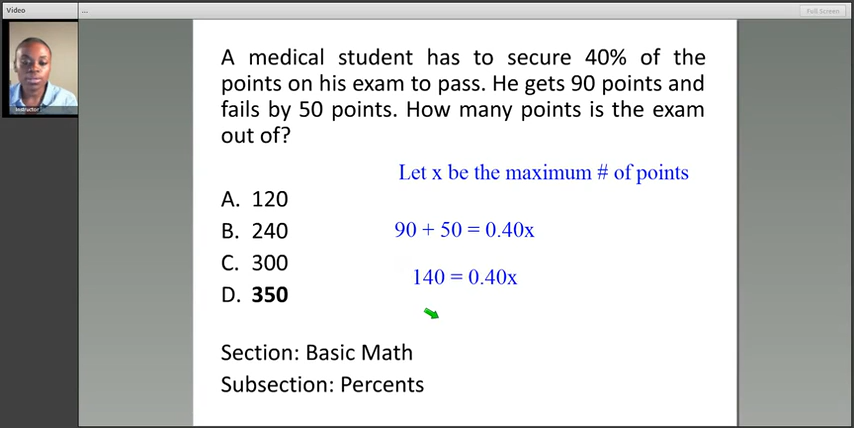 Video
...
Full Screen
A medical student has to secure 40% of the
points on his exam to pass. He gets 90 points and
fails by 50 points. How many points is the exam
out of?
Let x be the maximum # of points
A. 120
B. 240
90 + 50 = 0.40x
C. 300
140 = 0.40x
D. 350
Section: Basic Math
Subsection: Percents
Instructor